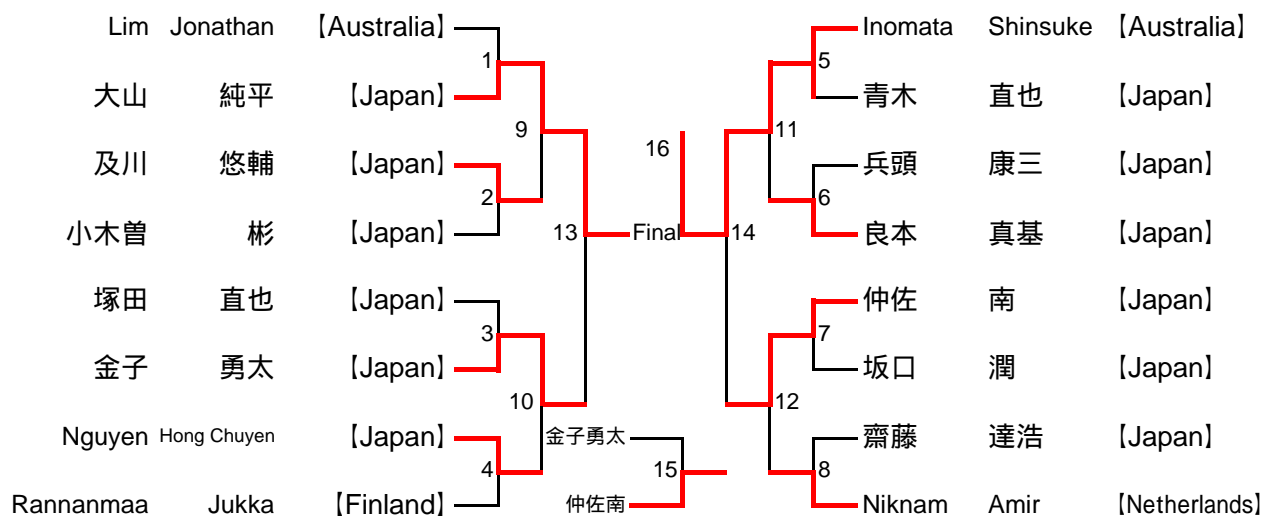 Lim Jonathan 【Australia】 Inomata Shinsuke 【Australia】
1 5
大山 純平 【Japan】 青木 直也 【Japan】
9 11
16
及川 悠輔 【Japan】 兵頭 康三 【Japan】
2 6
小木曽 彬 【Japan】 13 Final 14 良本 真基 【Japan】
塚田 直也 【Japan】 仲佐 南 【Japan】
3 7
金子 勇太 【Japan】 坂口 潤 【Japan】
10 12
Nguyen Hong Chuyen 【Japan】 金子勇太 齋藤 達浩 【Japan】
4 15 8
Rannanmaa Jukka 【Finland】 仲佐南 Niknam Amir 【Netherlands】